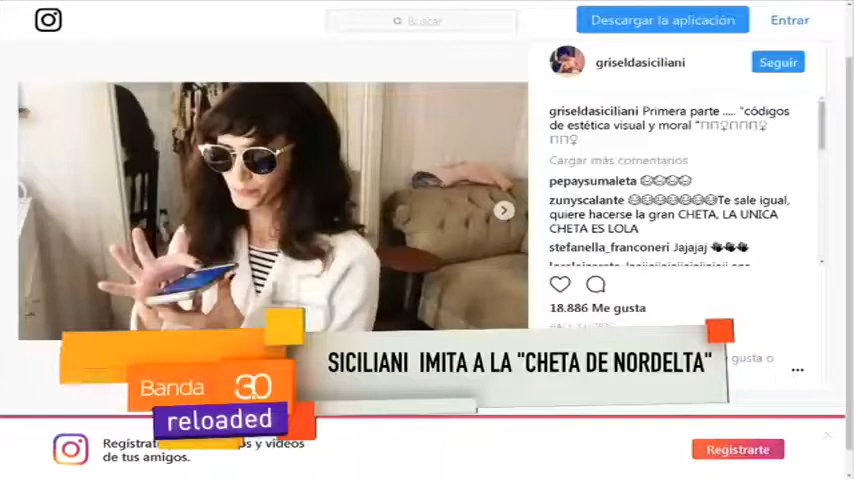 Buscar
Descargar la aplicación
Entrar
griseldasiciliani
Seguir
griseldasiciliani Primera parte ..... "códigos
de estética visual y moral "
Cargar más comentarios
pepaysumaleta
zunyscalante Te sale igual,
quiere hacerse la gran CHETA, LA UNICA
CHETA ES LOLA
stefanella_franconeri Jajajaj
18.886 Me gusta
gusta o
SICILIANI IMITA A LA "CHETA DE NORDELTA"
Banda 3.0
reloaded
Regístrat os y videos
de tus amigos.
Registrarte